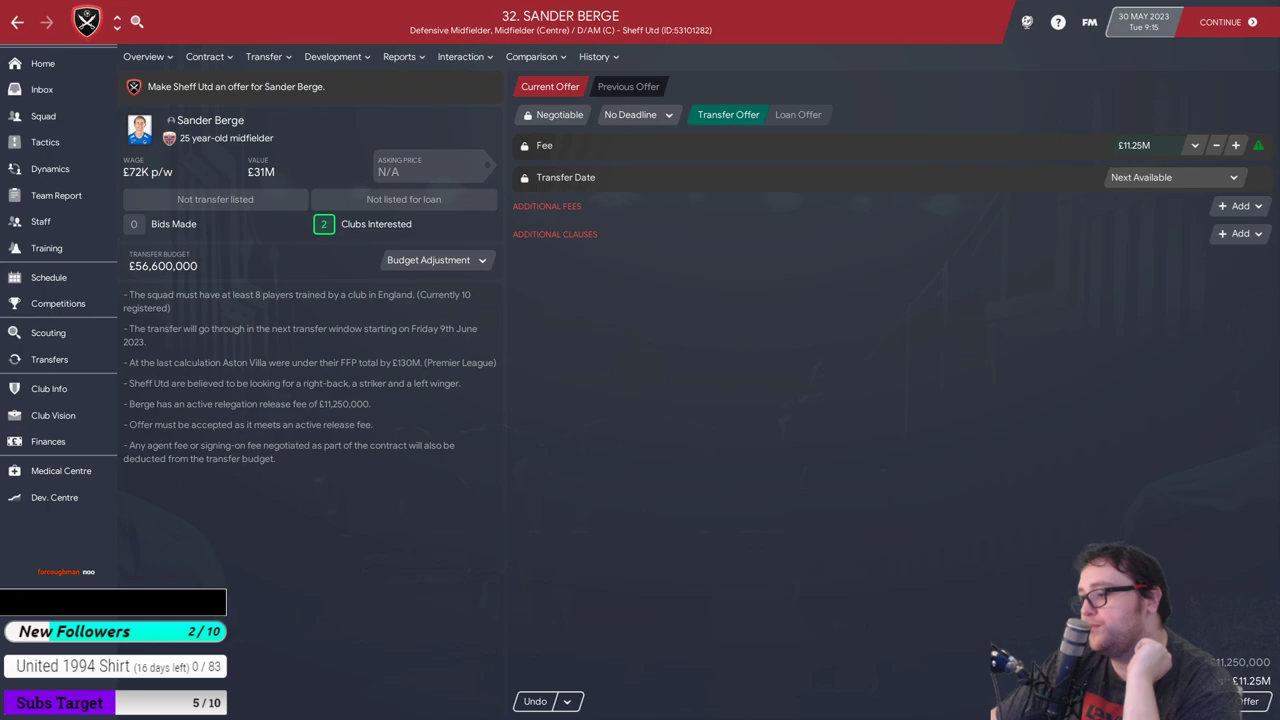 32. SANDER BERGE
Defensive Midfielder, Midfielder (Centre) / D/AM (C) - Sheff Utd (ID:53101282)
FM
30 MAY 2023
Tue 9:15
CONTINUE
Home
Inbox
Squad
Tactics
Dynamics
Team Report
Staff
Training
Schedule
Competitions
Scouting
Transfers
Club Info
Club Vision
Finances
Medical Centre
Dev. Centre
Overview
Contract
Transfer
Development
Reports
Interaction
Comparison
History
Make Sheff Utd an offer for Sander Berge.
Sander Berge
25 year-old midfielder
WAGE
£72K p/w
VALUE
£31M
ASKING PRICE
N/A
Not transfer listed
Not listed for loan
0 Bids Made
2 Clubs Interested
TRANSFER BUDGET
£56,600,000
Budget Adjustment
- The squad must have at least 8 players trained by a club in England. (Currently 10
registered)
- The transfer will go through in the next transfer window starting on Friday 9th June
2023.
- At the last calculation Aston Villa were under their FFP total by £130M. (Premier League)
- Sheff Utd are believed to be looking for a right-back, a striker and a left winger.
- Berge has an active relegation release fee of £11,250,000.
- Offer must be accepted as it meets an active release fee.
- Any agent fee or signing-on fee negotiated as part of the contract will also be
deducted from the transfer budget.
Current Offer
Previous Offer
Negotiable
No Deadline
Transfer Offer
Loan Offer
Fee
£11.25M
Transfer Date
Next Available
ADDITIONAL FEES
+ Add
ADDITIONAL CLAUSES
+ Add
Undo
11,250,000
£11.25M
ffer
forcoughman noo
New Followers 2/10
United 1994 Shirt (16 days left) 0 / 83
Subs Target 5 / 10